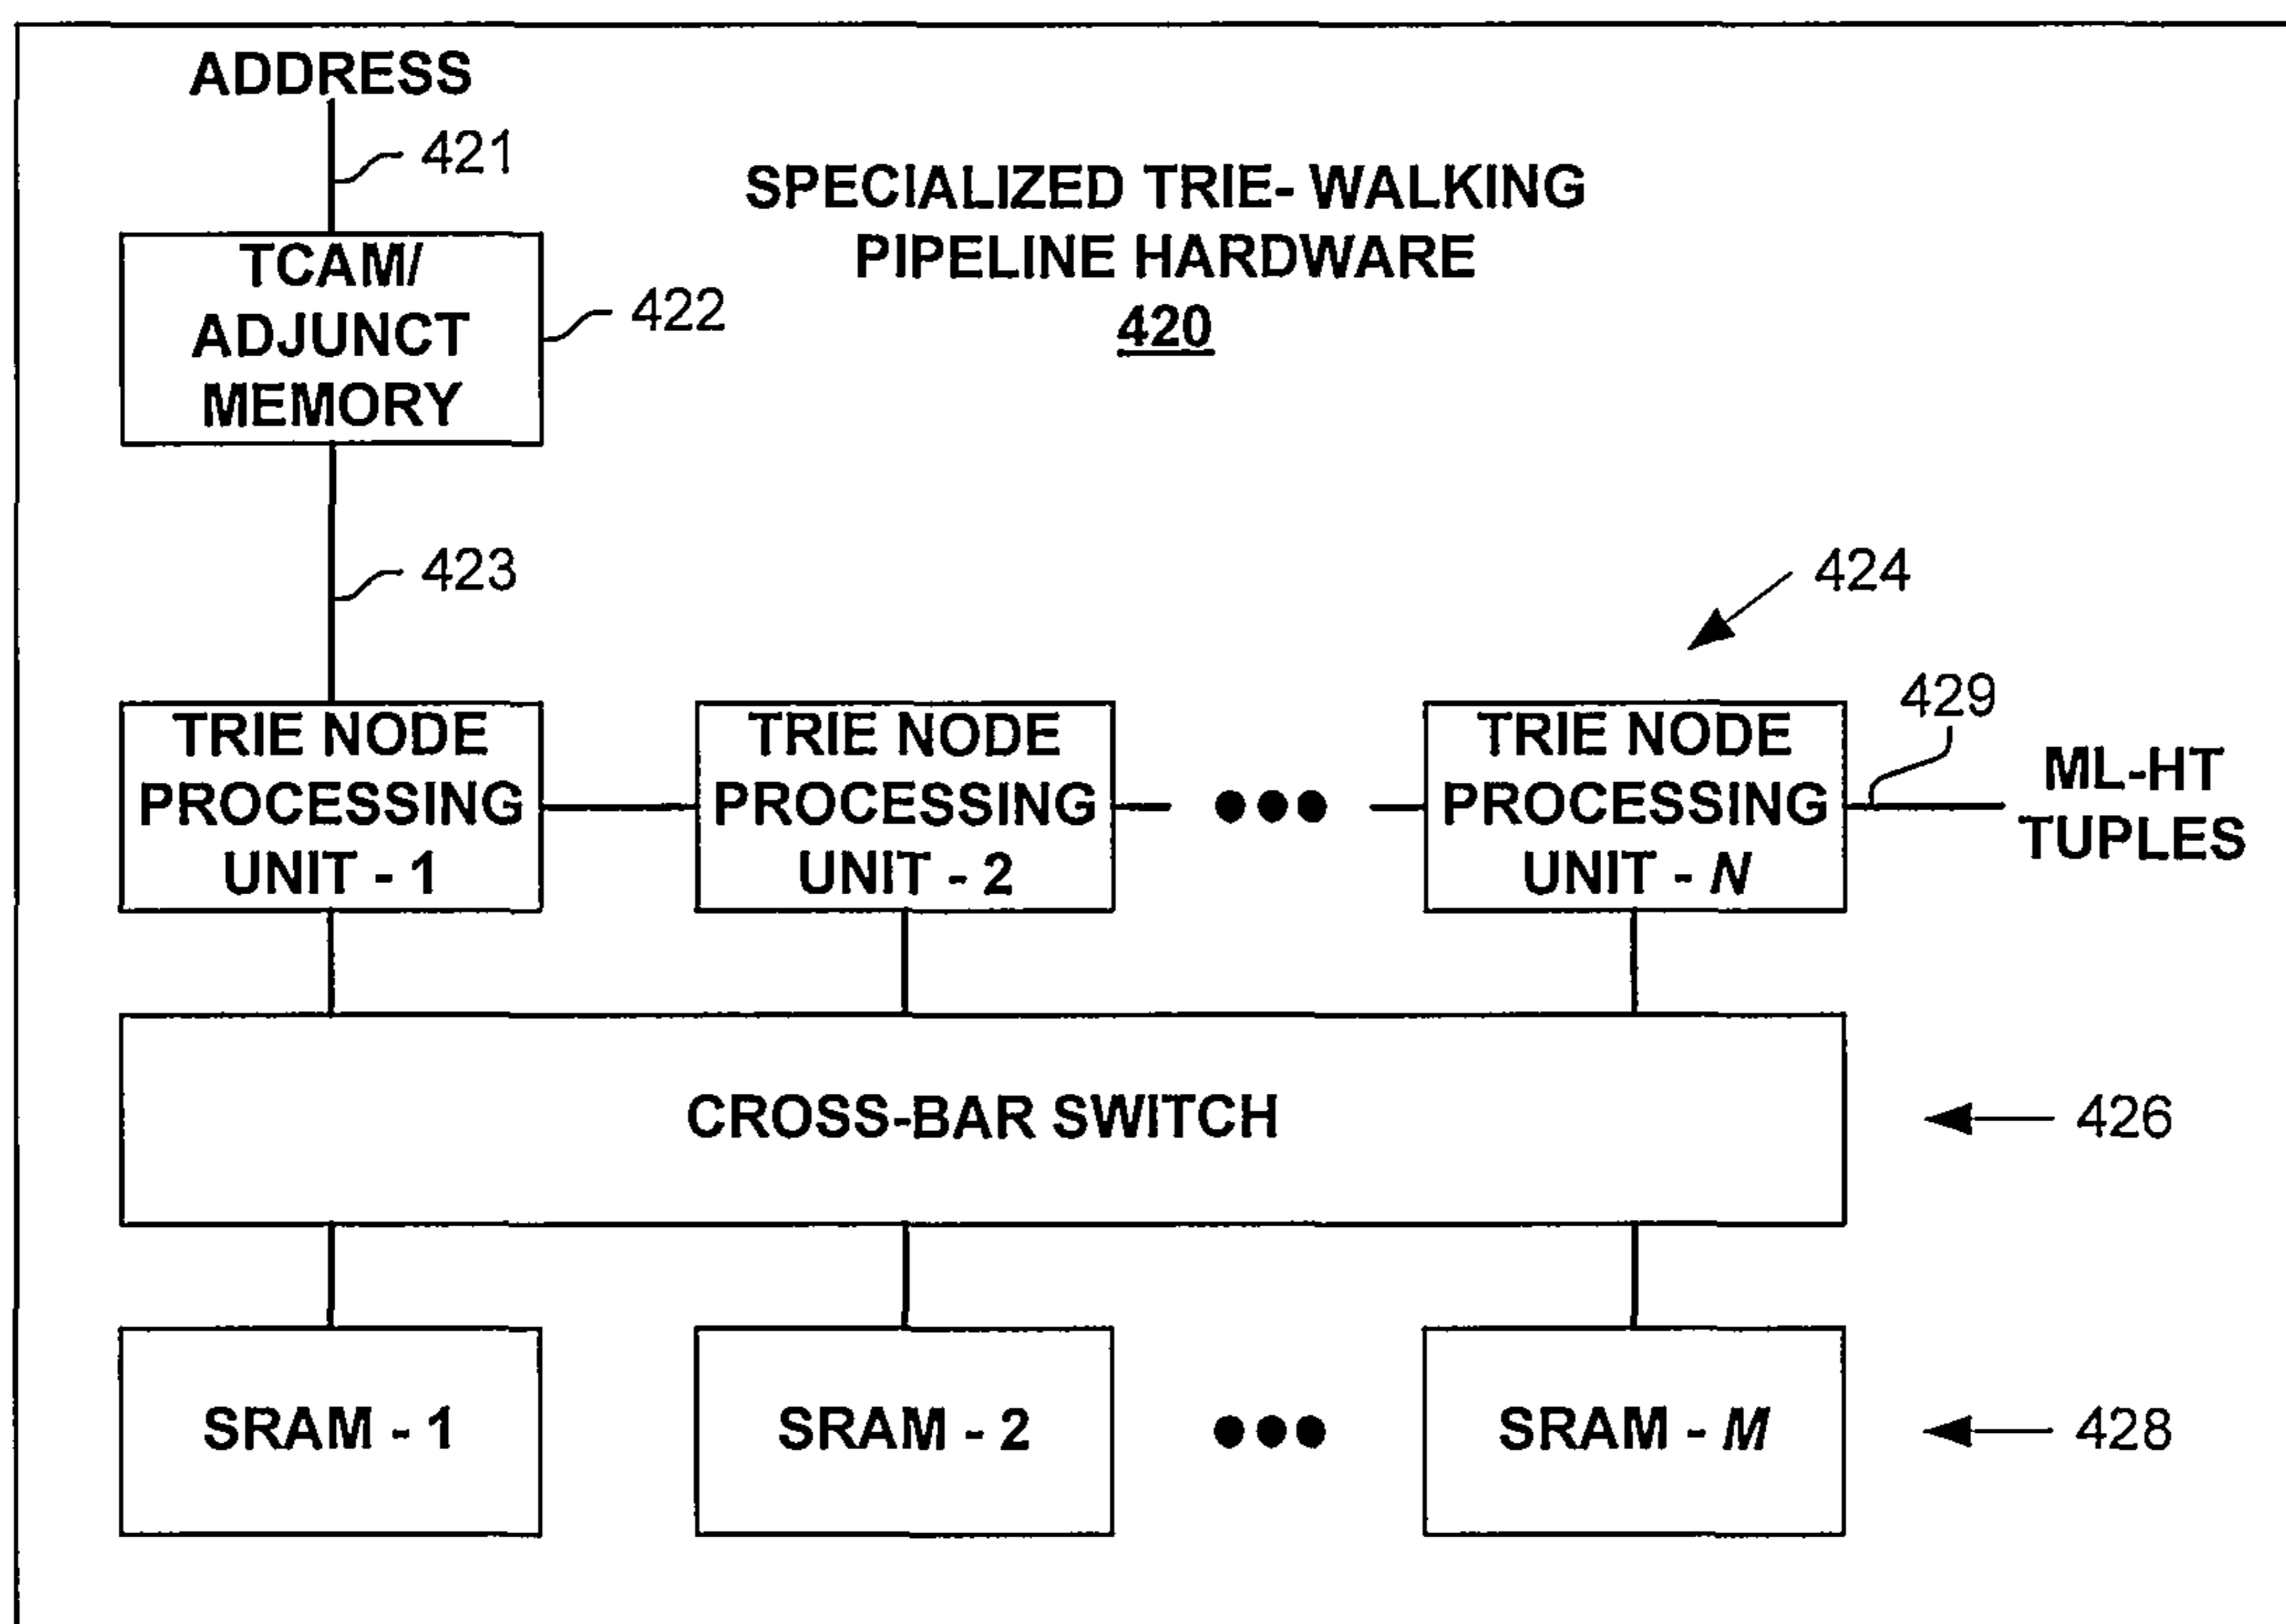 ADDRESS
421
SPECIALIZED TRIE- WALKING
PIPELINE HARDWARE
420
TCAM/
ADJUNCT
MEMORY
422
423
424
TRIE NODE
PROCESSING
UNIT - 1
TRIE NODE
PROCESSING
UNIT - 2
TRIE NODE
PROCESSING
UNIT - N
429
ML-HT
TUPLES
CROSS-BAR SWITCH
426
SRAM - 1
SRAM - 2
SRAM - M
428